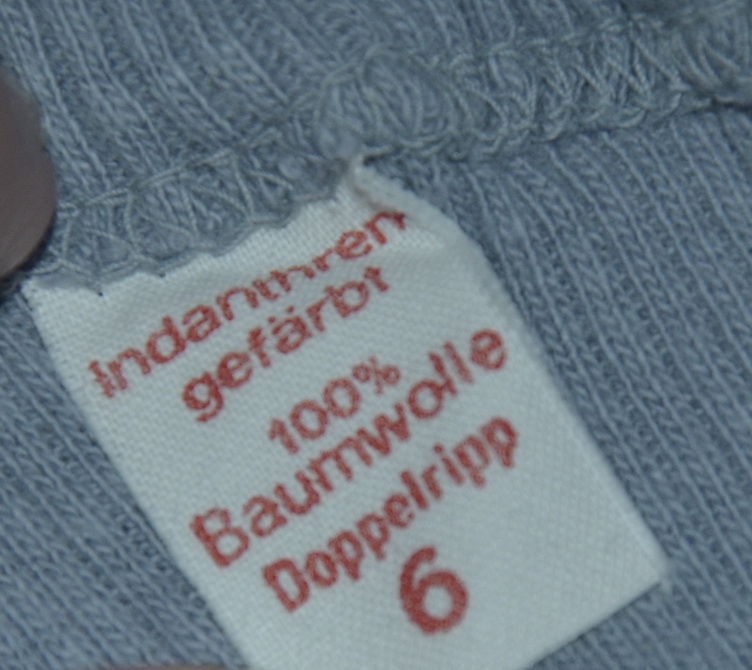 Indanthren
gefärbt
100%
Baumwolle
Doppelripp
6